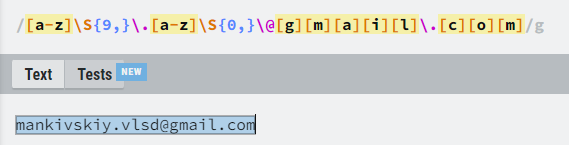 /[a-z]\S{9,}\.[a-z]\S{0,}\@[g][m][a][i][l]\.[c][o][m]/g
Text Tests NEW
mankivskiy.vlsd@gmail.com